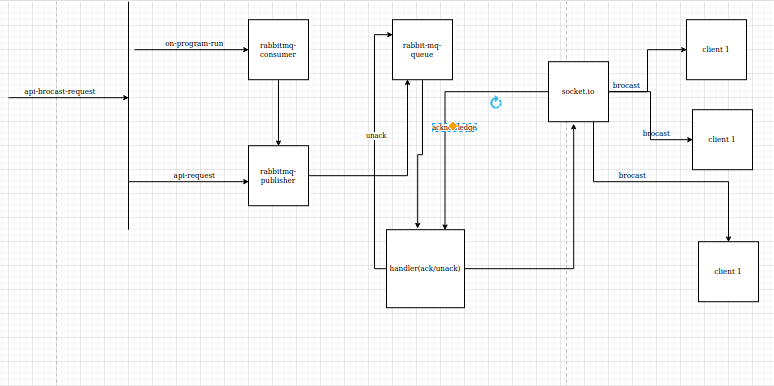 on-program-run
rabbitmq-
consumer
rabbit-mq-
queue
client 1
api-brocast-request
socket.io
brocast
acknowledge
unack
brocast
client 1
api-request
rabbitmq-
publisher
brocast
handler(ack/unack)
client 1